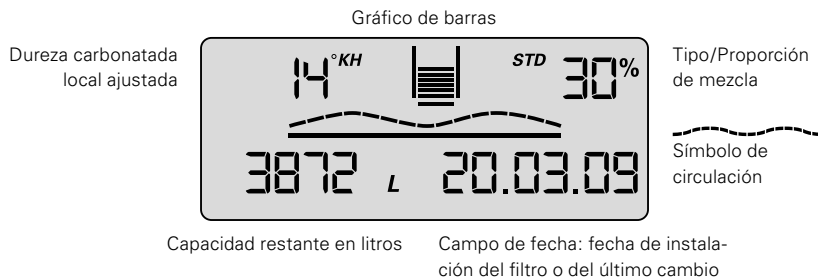 Gráfico de barras
Dureza carbonatada
local ajustada
14 °KH
STD 30%
Tipo/Proporción
de mezcla
Símbolo de
circulación
3872 L 20.03.09
Capacidad restante en litros
Campo de fecha: fecha de instala-
ción del filtro o del último cambio